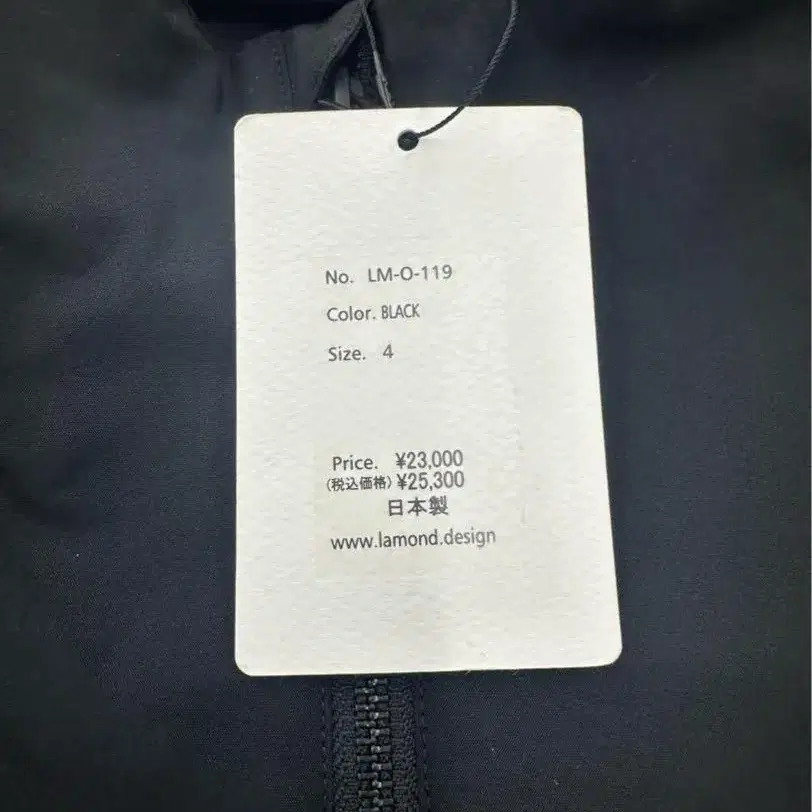 No. LM-O-119
Color. BLACK
Size. 4
Price. ¥23,000
(税込価格) ¥25,300
日本製
www.lamond.design